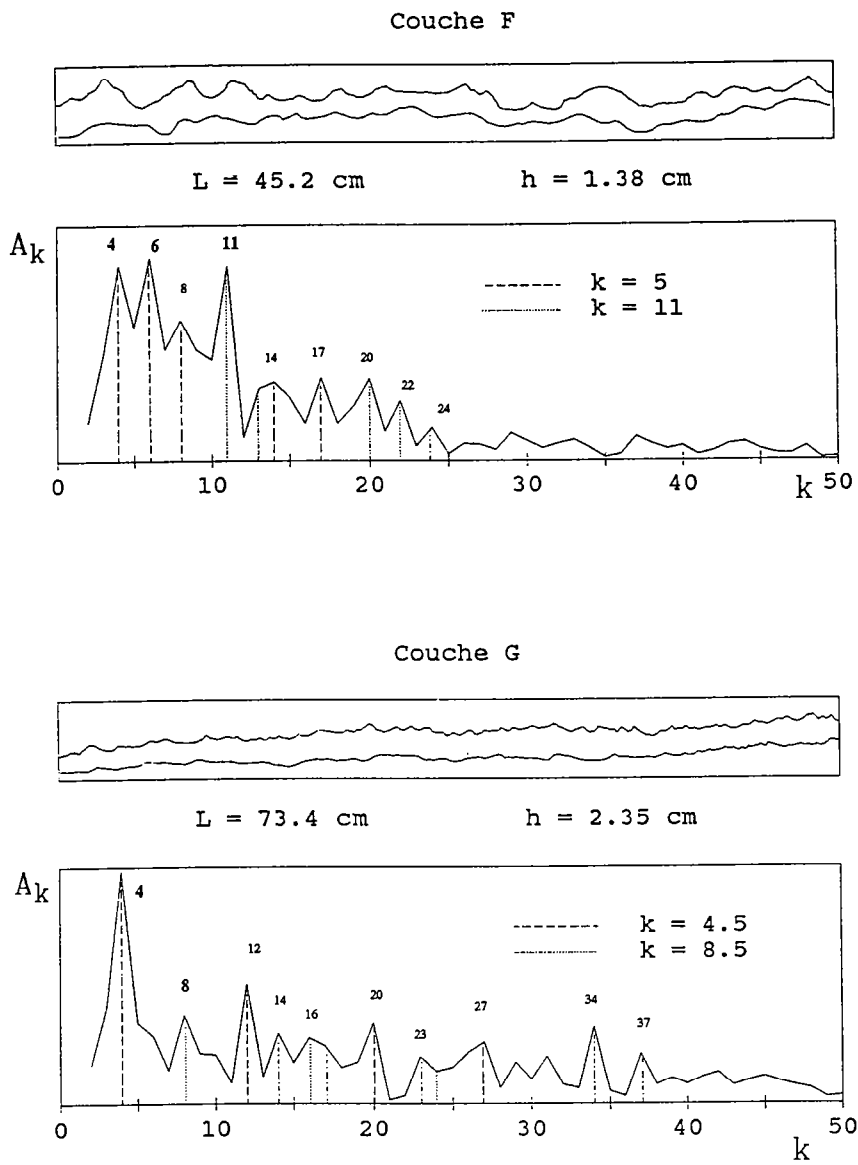 Couche F
L = 45.2 cm h = 1.38 cm
A_k
4 6 8 11 14 17 20 22 24
k = 5
k = 11
0 10 20 30 40 k 50
Couche G
L = 73.4 cm h = 2.35 cm
A_k
4 8 12 14 16 20 23 27 34 37
k = 4.5
k = 8.5
0 10 20 30 40 50
k